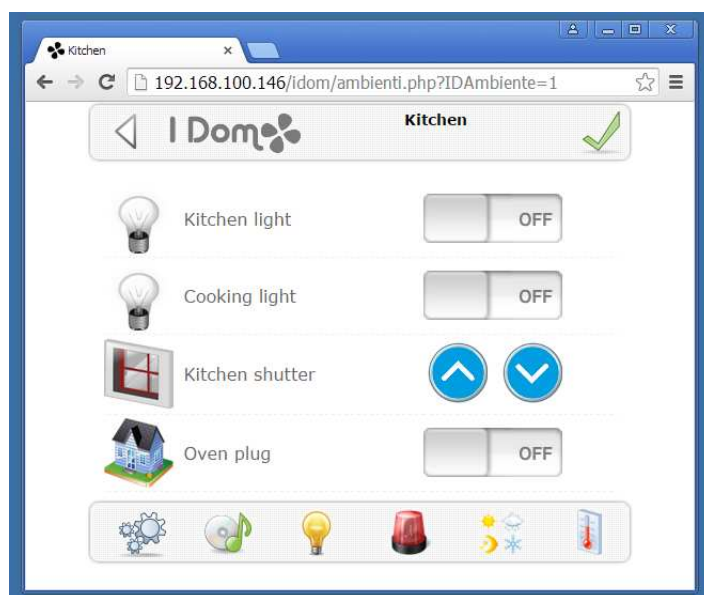 Kitchen
192.168.100.146/idom/ambienti.php?IDAmbiente=1
I Dom
Kitchen
Kitchen light
OFF
Cooking light
OFF
Kitchen shutter
Oven plug
OFF